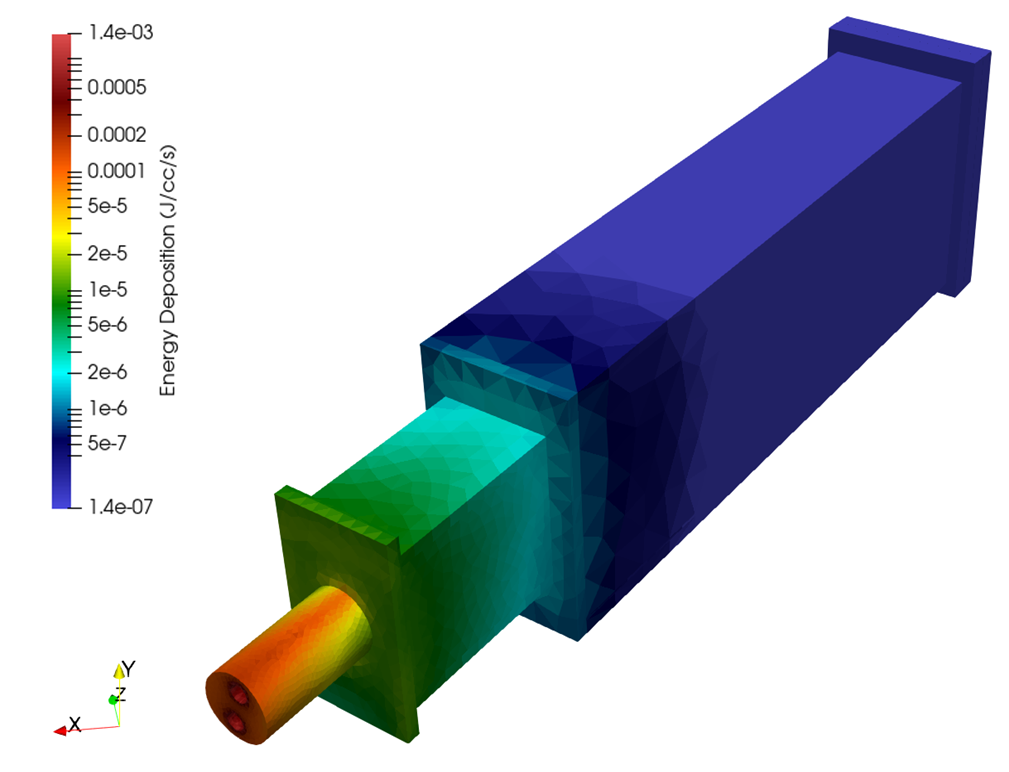 1.4e-03
0.0005
0.0002
0.0001
5e-5
2e-5
1e-5
5e-6
2e-6
1e-6
5e-7
1.4e-07
Energy Deposition (J/cc/s)
Y
Z
X